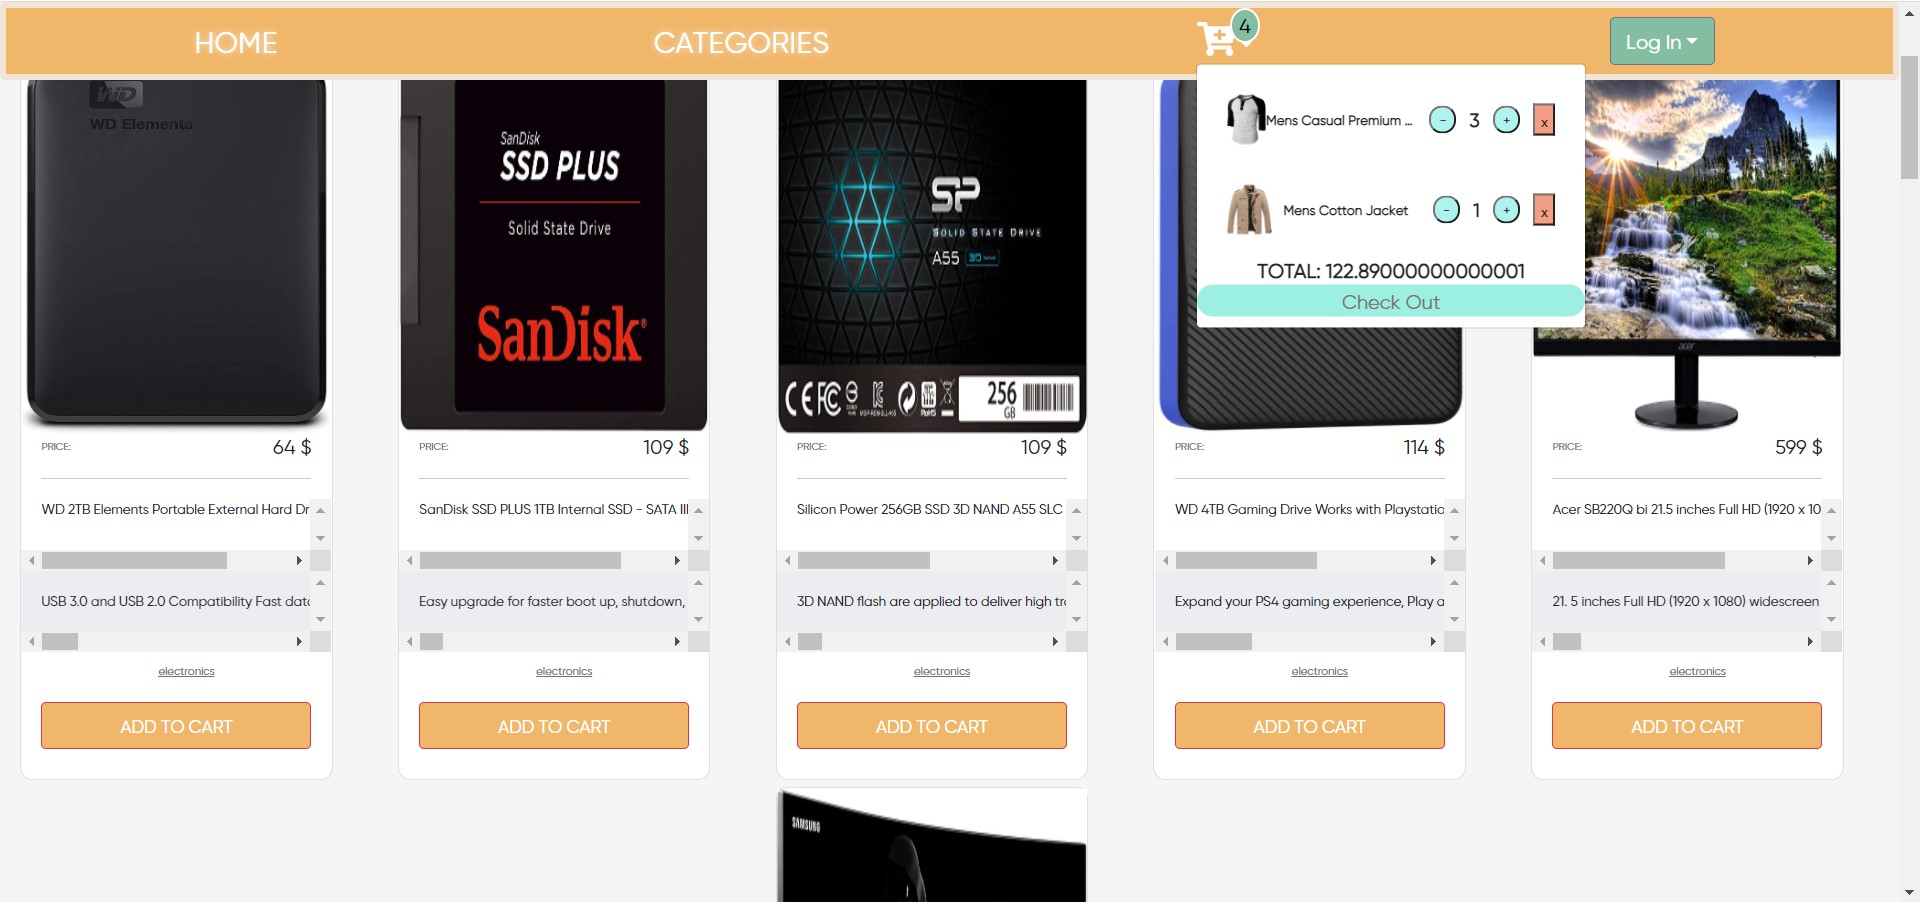 HOME
CATEGORIES
4
Log In
WD
WD Elements
SanDisk
SSD PLUS
Solid State Drive
SanDisk®
SP
SOLID STATE DRIVE
A55 3D NAND
CE FC
RoHS
256
GB
Mens Casual Premium ...
-
3
+
x
Mens Cotton Jacket
-
1
+
x
TOTAL: 122.89000000000001
Check Out
acer
PRICE:
64 $
WD 2TB Elements Portable External Hard Dr
USB 3.0 and USB 2.0 Compatibility Fast data
electronics
ADD TO CART
PRICE:
109 $
SanDisk SSD PLUS 1TB Internal SSD - SATA III
Easy upgrade for faster boot up, shutdown,
electronics
ADD TO CART
PRICE:
109 $
Silicon Power 256GB SSD 3D NAND A55 SLC
3D NAND flash are applied to deliver high tr
electronics
ADD TO CART
PRICE:
114 $
WD 4TB Gaming Drive Works with Playstatio
Expand your PS4 gaming experience, Play a
electronics
ADD TO CART
PRICE:
599 $
Acer SB220Q bi 21.5 inches Full HD (1920 x 10
21. 5 inches Full HD (1920 x 1080) widescreen
electronics
ADD TO CART
SAMSUNG